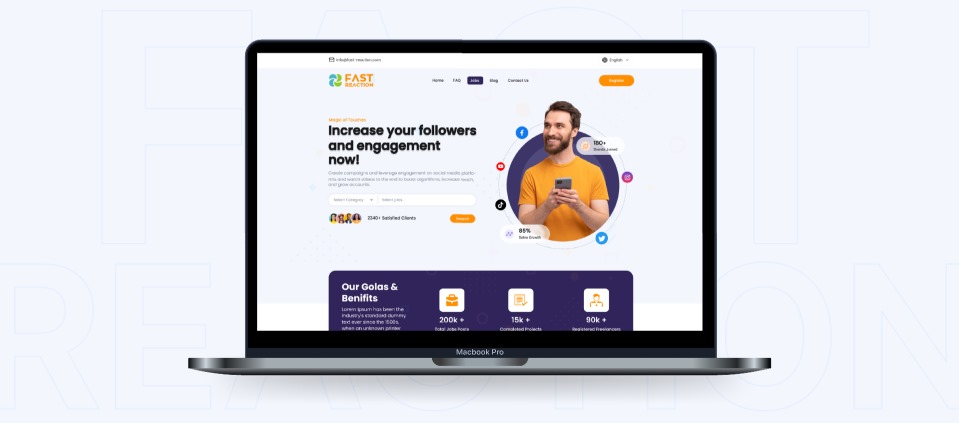 FAST
REACTION
info@fast-reaction.com
English
FAST
REACTION
Home FAQ Jobs Blog Contact Us
Register
Magic of Touches
Increase your followers
and engagement
now!
Create campaigns and leverage engagement on social media platfo-
rms and watch videos to the end to boost algorithms, increase reach,
and grow accounts.
Select Category Select jobs..
2340+ Satisfied Clients
180+
Brands Joined
85%
Sales Growth
Our Golas &
Benifits
Lorem Ipsum has been the
industry's standard dummy
text ever since the 1500s,
when an unknown printer
200k +
Total Jobs Posts
15k +
Completed Projects
90k +
Registered Freelancers
Macbook Pro